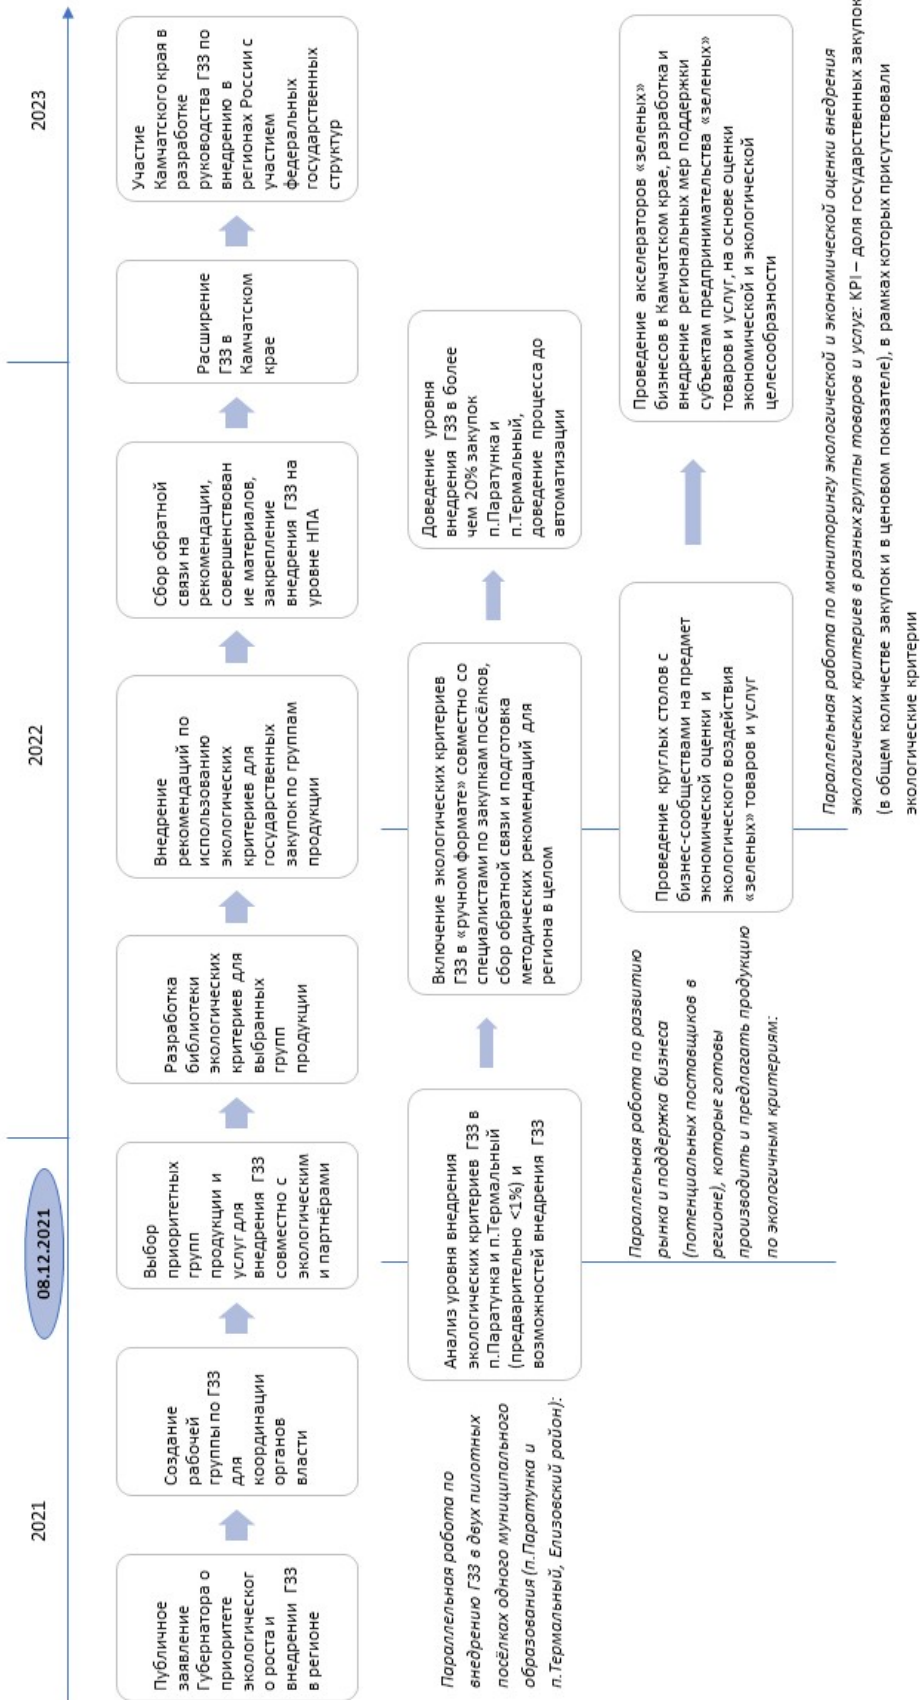 2021
08.12.2021
2022
2023
Публичное
заявление
Губернатора о
приоритете
экологическог
о роста и
внедрении ГЗЗ
в регионе
Создание
рабочей
группы по ГЗЗ
для
координации
органов
власти
Выбор
приоритетных
групп
продукции и
услуг для
внедрения ГЗЗ
совместно с
экологическим
и партнёрами
Разработка
библиотеки
экологических
критериев для
выбранных
групп
продукции
Внедрение
рекомендаций по
использованию
экологических
критериев для
государственных
закупок по группам
продукции
Сбор обратной
связи на
рекомендации,
совершенствован
ие материалов,
закрепление
внедрения ГЗЗ на
уровне НПА
Расширение
ГЗЗ в
Камчатском
крае
Участие
Камчатского края в
разработке
руководства ГЗЗ по
внедрению в
регионах России с
участием
федеральных
государственных
структур
Параллельная работа по
внедрению ГЗЗ в двух пилотных
посёлках одного муниципального
образования (п.Паратунка и
п.Термальный, Елизовский район):
Анализ уровня внедрения
экологических критериев ГЗЗ в
п.Паратунка и п.Термальный
(предварительно <1%) и
возможностей внедрения ГЗЗ
Включение экологических критериев
ГЗЗ в «ручном формате» совместно со
специалистами по закупкам посёлков,
сбор обратной связи и подготовка
методических рекомендаций для
региона в целом
Доведение уровня
внедрения ГЗЗ в более
чем 20% закупок
п.Паратунка и
п.Термальный,
доведение процесса до
автоматизации
Параллельная работа по развитию
рынка и поддержка бизнеса
(потенциальных поставщиков в
регионе), которые готовы
производить и предлагать продукцию
по экологичным критериям:
Проведение круглых столов с
бизнес-сообществами на предмет
экономической оценки и
экологического воздействия
«зеленых» товаров и услуг
Проведение акселераторов «зеленых»
бизнесов в Камчатском крае, разработка и
внедрение региональных мер поддержки
субъектам предпринимательства «зеленых»
товаров и услуг, на основе оценки
экономической и экологической
целесообразности
Параллельная работа по мониторингу экологической и экономической оценки внедрения
экологических критериев в разных группы товаров и услуг: KPI – доля государственных закупок
(в общем количестве закупок и в ценовом показателе), в рамках которых присутствовали
экологические критерии